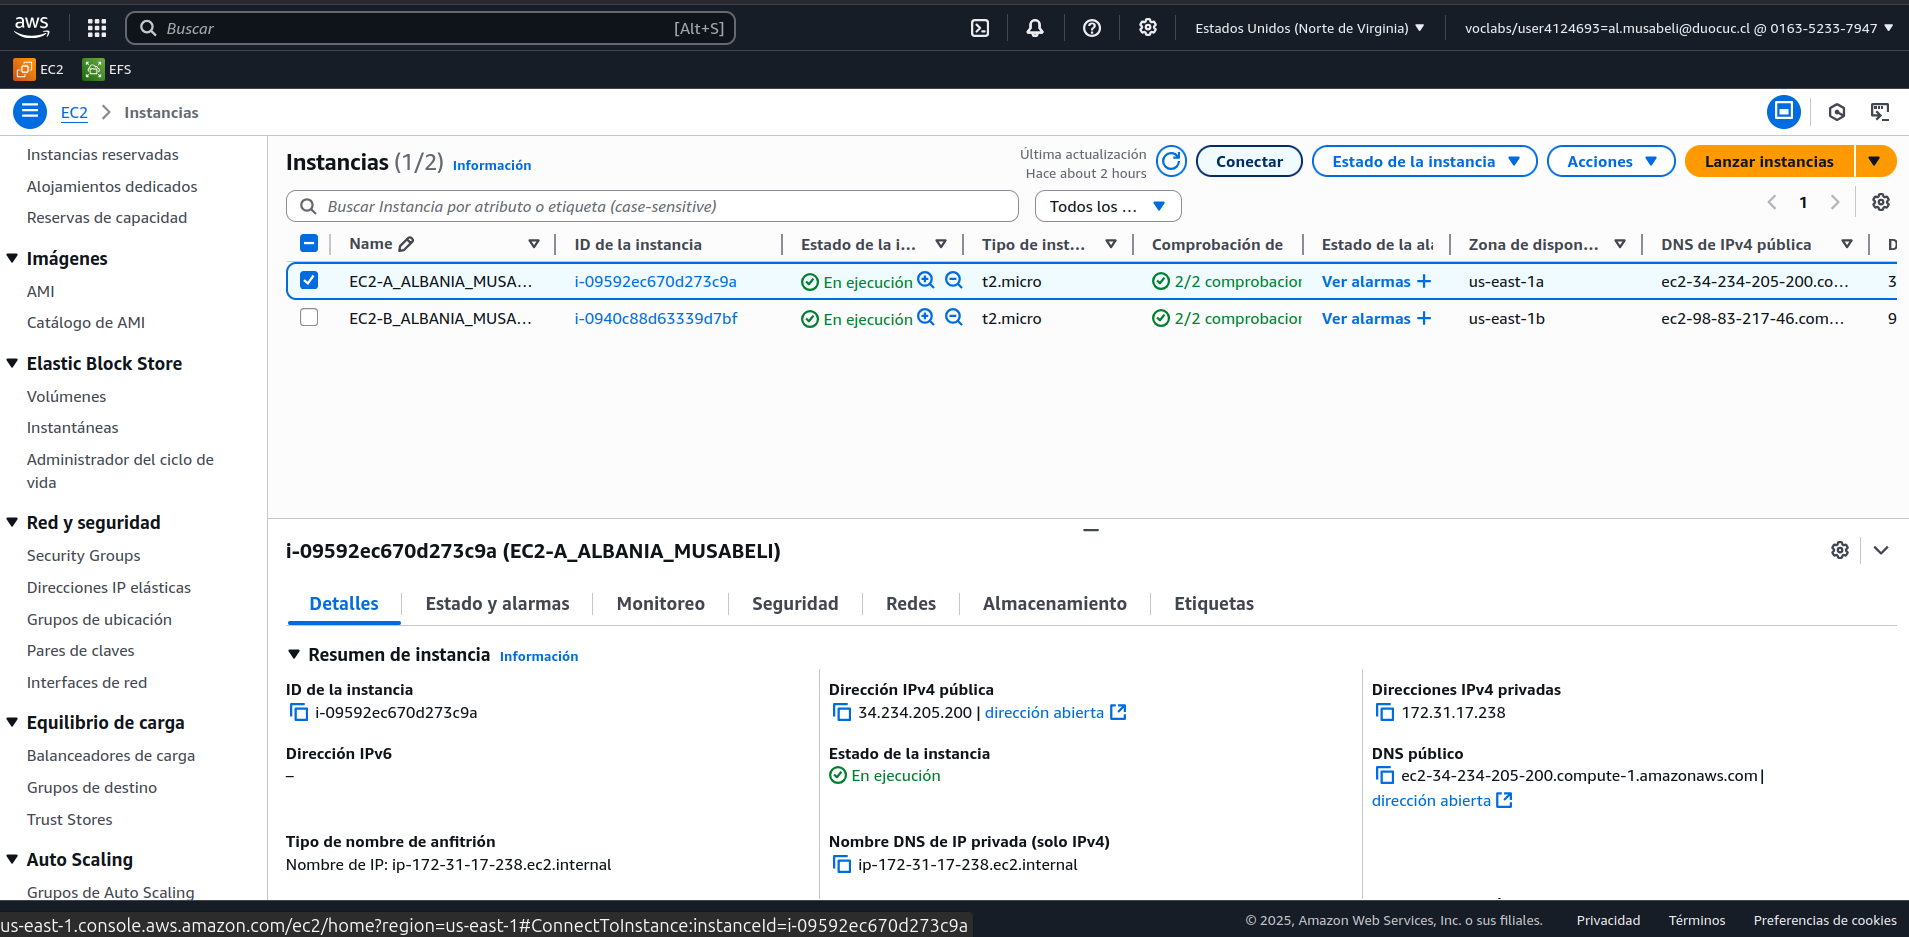 aws
Buscar [Alt+S]
Estados Unidos (Norte de Virginia)
voclabs/user4124693=al.musabeli@duocuc.cl @ 0163-5233-7947
EC2
EFS
EC2 > Instancias
Instancias reservadas
Alojamientos dedicados
Reservas de capacidad
Imágenes
AMI
Catálogo de AMI
Elastic Block Store
Volúmenes
Instantáneas
Administrador del ciclo de
vida
Red y seguridad
Security Groups
Direcciones IP elásticas
Grupos de ubicación
Pares de claves
Interfaces de red
Equilibrio de carga
Balanceadores de carga
Grupos de destino
Trust Stores
Auto Scaling
Grupos de Auto Scaling
Instancias (1/2) Información
Última actualización
Hace about 2 hours
Conectar
Estado de la instancia
Acciones
Lanzar instancias
Buscar Instancia por atributo o etiqueta (case-sensitive)
Todos los ...
1
Name ID de la instancia Estado de la i... Tipo de inst... Comprobación de Estado de la ala Zona de dispon... DNS de IPv4 pública D
EC2-A_ALBANIA_MUSA... i-09592ec670d273c9a En ejecución t2.micro 2/2 comprobacior Ver alarmas + us-east-1a ec2-34-234-205-200.co... 3
EC2-B_ALBANIA_MUSA... i-0940c88d63339d7bf En ejecución t2.micro 2/2 comprobacior Ver alarmas + us-east-1b ec2-98-83-217-46.com... 9
i-09592ec670d273c9a (EC2-A_ALBANIA_MUSABELI)
Detalles
Estado y alarmas
Monitoreo
Seguridad
Redes
Almacenamiento
Etiquetas
Resumen de instancia Información
ID de la instancia
i-09592ec670d273c9a
Dirección IPv4 pública
34.234.205.200 | dirección abierta
Direcciones IPv4 privadas
172.31.17.238
Dirección IPv6
–
Estado de la instancia
En ejecución
DNS público
ec2-34-234-205-200.compute-1.amazonaws.com |
dirección abierta
Tipo de nombre de anfitrión
Nombre de IP: ip-172-31-17-238.ec2.internal
Nombre DNS de IP privada (solo IPv4)
ip-172-31-17-238.ec2.internal
us-east-1.console.aws.amazon.com/ec2/home?region=us-east-1#ConnectToInstance:instanceId=i-09592ec670d273c9a
© 2025, Amazon Web Services, Inc. o sus filiales.
Privacidad
Términos
Preferencias de cookies